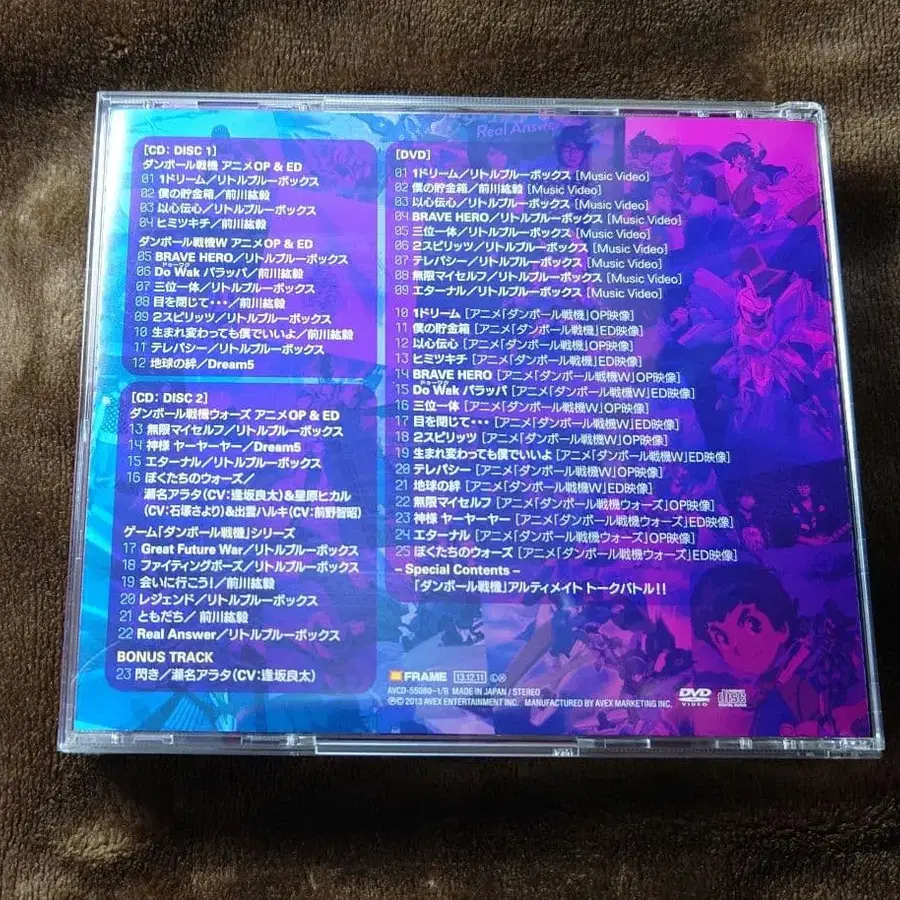 [CD: DISC 1]
ダンボール戦機 アニメOP & ED
01 1ドリーム／リトルブルーボックス
02 僕の貯金箱／前川紘毅
03 以心伝心／リトルブルーボックス
04 ヒミツキチ／前川紘毅
ダンボール戦機W アニメOP & ED
05 BRAVE HERO／リトルブルーボックス
ドゥーワク
06 Do Wak パラッパ／前川紘毅
07 三位一体／リトルブルーボックス
08 目を閉じて・・・／前川紘毅
09 2スピリッツ／リトルブルーボックス
10 生まれ変わっても僕でいいよ／前川紘毅
11 テレパシー／リトルブルーボックス
12 地球の絆／Dream5
[CD: DISC 2]
ダンボール戦機ウォーズ アニメOP & ED
13 無限マイセルフ／リトルブルーボックス
14 神様 ヤーヤーヤー／Dream5
15 エターナル／リトルブルーボックス
16 ぼくたちのウォーズ／
瀬名アラタ(CV:逢坂良太)&星原ヒカル
(CV:石塚さより)&出雲ハルキ(CV:前野智昭)
ゲーム「ダンボール戦機」シリーズ
17 Great Future War／リトルブルーボックス
18 ファイティングポーズ／リトルブルーボックス
19 会いに行こう!／前川紘毅
20 レジェンド／リトルブルーボックス
21 ともだち／ 前川紘毅
22 Real Answer／リトルブルーボックス
BONUS TRACK
23 閃き／瀬名アラタ(CV:逢坂良太)
Real Answer
[DVD]
01 1ドリーム／リトルブルーボックス [Music Video]
02 僕の貯金箱／前川紘毅 [Music Video]
03 以心伝心／リトルブルーボックス [Music Video]
04 BRAVE HERO／リトルブルーボックス [Music Video]
05 三位一体／リトルブルーボックス [Music Video]
06 2スピリッツ／リトルブルーボックス [Music Video]
07 テレパシー／リトルブルーボックス [Music Video]
08 無限マイセルフ／リトルブルーボックス [Music Video]
09 エターナル／リトルブルーボックス [Music Video]
10 1ドリーム [アニメ「ダンボール戦機」OP映像]
11 僕の貯金箱 [アニメ「ダンボール戦機」ED映像]
12 以心伝心 [アニメ「ダンボール戦機」OP映像]
13 ヒミツキチ [アニメ「ダンボール戦機」ED映像]
14 BRAVE HERO [アニメ「ダンボール戦機W」OP映像]
ドゥーワク
15 Do Wak パラッパ [アニメ「ダンボール戦機W」ED映像]
16 三位一体 [アニメ「ダンボール戦機W」OP映像]
17 目を閉じて・・・ [アニメ「ダンボール戦機W」ED映像]
18 2スピリッツ [アニメ「ダンボール戦機W」OP映像]
19 生まれ変わっても僕でいいよ [アニメ「ダンボール戦機W」ED映像]
20 テレパシー [アニメ「ダンボール戦機W」OP映像]
21 地球の絆 [アニメ「ダンボール戦機W」ED映像]
22 無限マイセルフ [アニメ「ダンボール戦機ウォーズ」OP映像]
23 神様 ヤーヤーヤー [アニメ「ダンボール戦機ウォーズ」ED映像]
24 エターナル [アニメ「ダンボール戦機ウォーズ」OP映像]
25 ぼくたちのウォーズ [アニメ「ダンボール戦機ウォーズ」ED映像]
– Special Contents –
「ダンボール戦機」アルティメイト トークバトル!!
FRAME 13.12.11 ⓁⓍ
AVCD-55080~1/B MADE IN JAPAN / STEREO
ⓅⒸ 2013 AVEX ENTERTAINMENT INC. MANUFACTURED BY AVEX MARKETING INC.
DVD VIDEO
disc